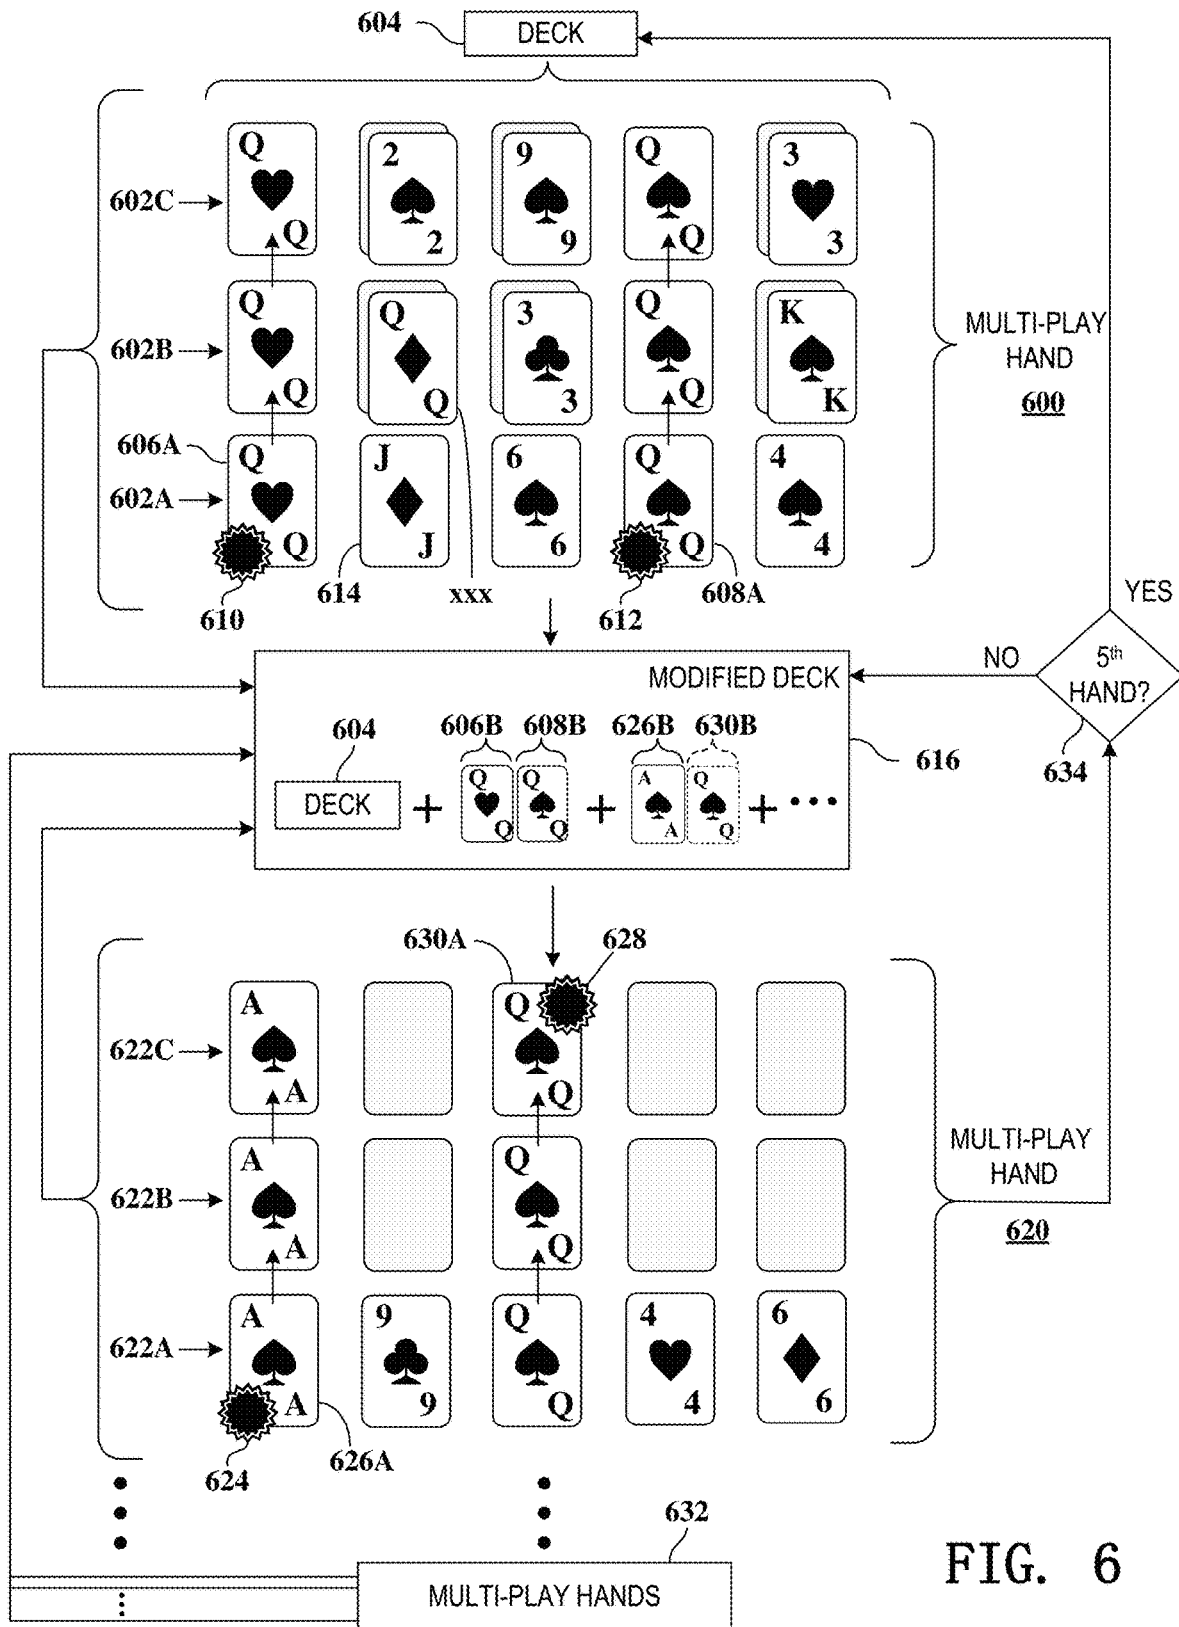 604
DECK
Q Q 2 2 9 9 Q Q 3 3
602C
Q Q Q Q 3 3 Q Q K K
602B
MULTI-PLAY
HAND
600
606A
Q Q J J 6 6 Q Q 4 4
602A
610
614
xxx
612
608A
YES
NO
5th
HAND?
634
MODIFIED DECK
606B 608B 626B 630B
604
616
DECK + Q Q Q Q + A A Q Q + •••
630A
628
A A Q Q
622C
A A Q Q
622B
MULTI-PLAY
HAND
620
A A 9 9 Q Q 4 4 6 6
622A
624
626A
632
MULTI-PLAY HANDS
FIG. 6